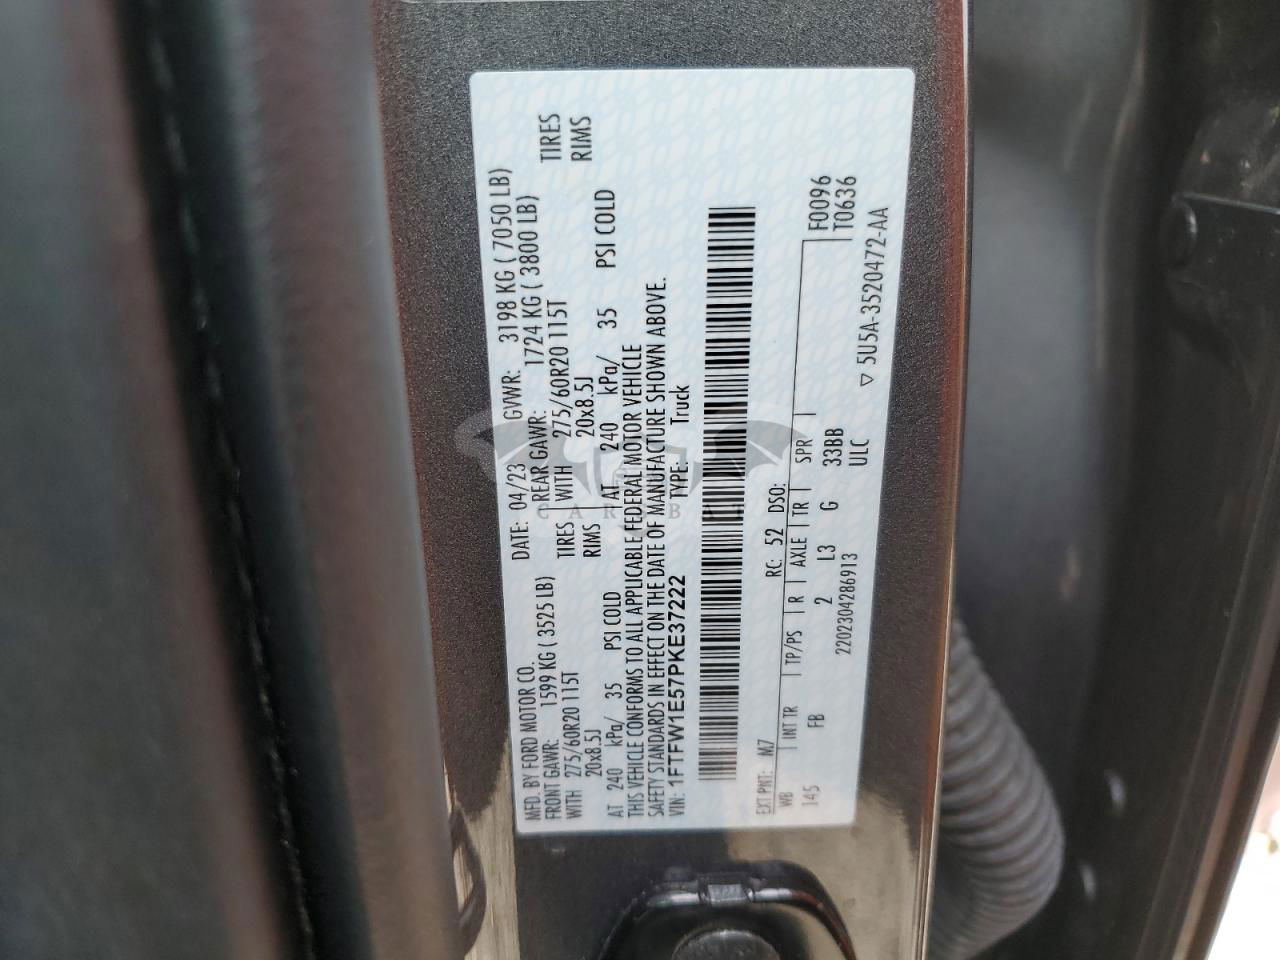 MFD. BY FORD MOTOR CO. DATE: 04/23 GVWR: 3198 KG ( 7050 LB)
FRONT GAWR: 1599 KG ( 3525 LB) REAR GAWR: 1724 KG ( 3800 LB)
WITH 275/60R20 115T TIRES WITH 275/60R20 115T TIRES
20x8.5J RIMS 20x8.5J RIMS
AT 240 kPa/ 35 PSI COLD AT 240 kPa/ 35 PSI COLD
THIS VEHICLE CONFORMS TO ALL APPLICABLE FEDERAL MOTOR VEHICLE
SAFETY STANDARDS IN EFFECT ON THE DATE OF MANUFACTURE SHOWN ABOVE.
VIN: 1FTFW1E57PKE37222 TYPE: Truck
EXT PNT: M7 RC: 52 DSO:
WB INT TR TP/PS R AXLE TR SPR F0096
145 FB 2 L3 G 33BB T0636
ULC
2202304286913 ▽ 5U5A-3520472-AA
CARSBAT